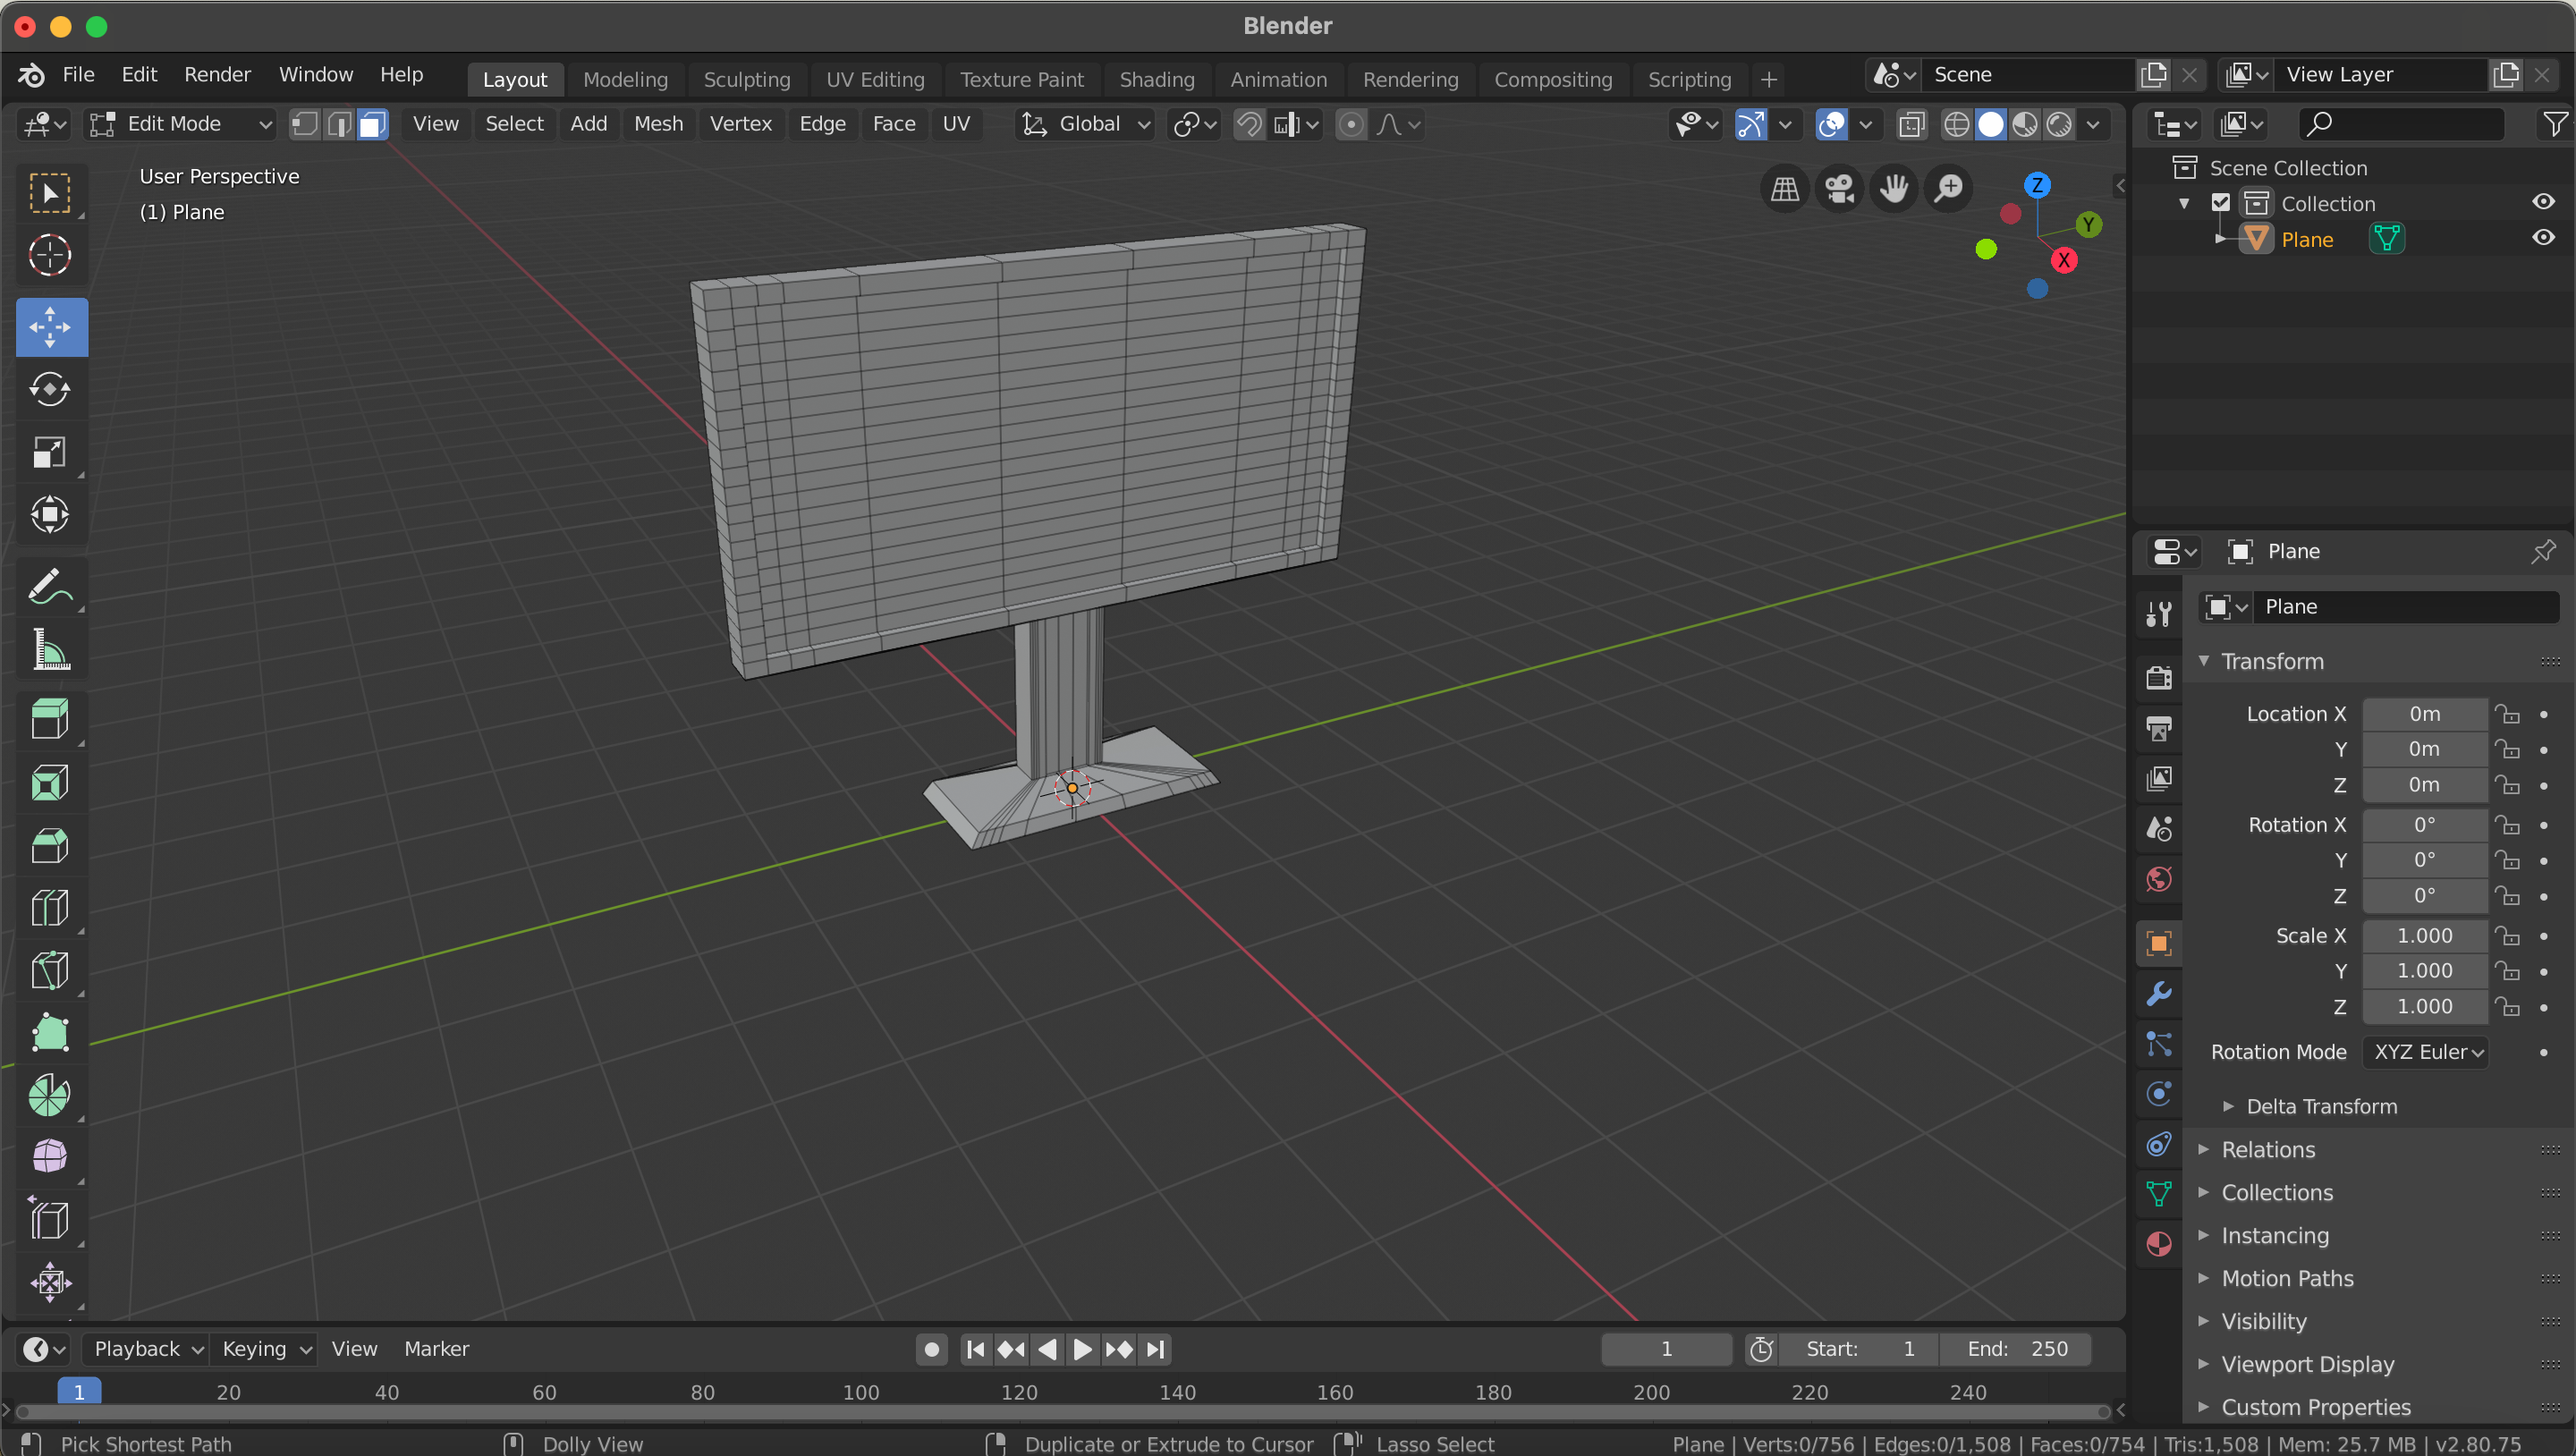 Blender
File Edit Render Window Help Layout Modeling Sculpting UV Editing Texture Paint Shading Animation Rendering Compositing Scripting + Scene View Layer
Edit Mode View Select Add Mesh Vertex Edge Face UV Global
User Perspective
(1) Plane
Z
Y
X
Scene Collection
Collection
Plane
Plane
Plane
Transform
Location X 0m
Y 0m
Z 0m
Rotation X 0°
Y 0°
Z 0°
Scale X 1.000
Y 1.000
Z 1.000
Rotation Mode XYZ Euler
Delta Transform
Relations
Collections
Instancing
Motion Paths
Visibility
Viewport Display
Custom Properties
Playback Keying View Marker 1 Start: 1 End: 250
1 20 40 60 80 100 120 140 160 180 200 220 240
Pick Shortest Path Dolly View Duplicate or Extrude to Cursor Lasso Select Plane | Verts:0/756 | Edges:0/1,508 | Faces:0/754 | Tris:1,508 | Mem: 25.7 MB | v2.80.75